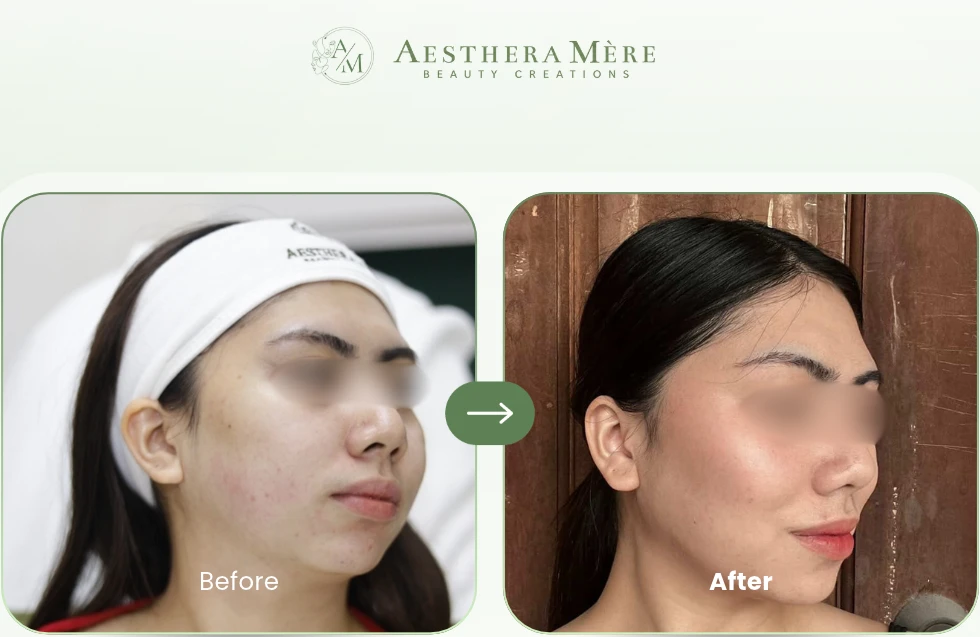 AM
AESTHERA MÈRE
BEAUTY CREATIONS
AESTHERA
Before
After